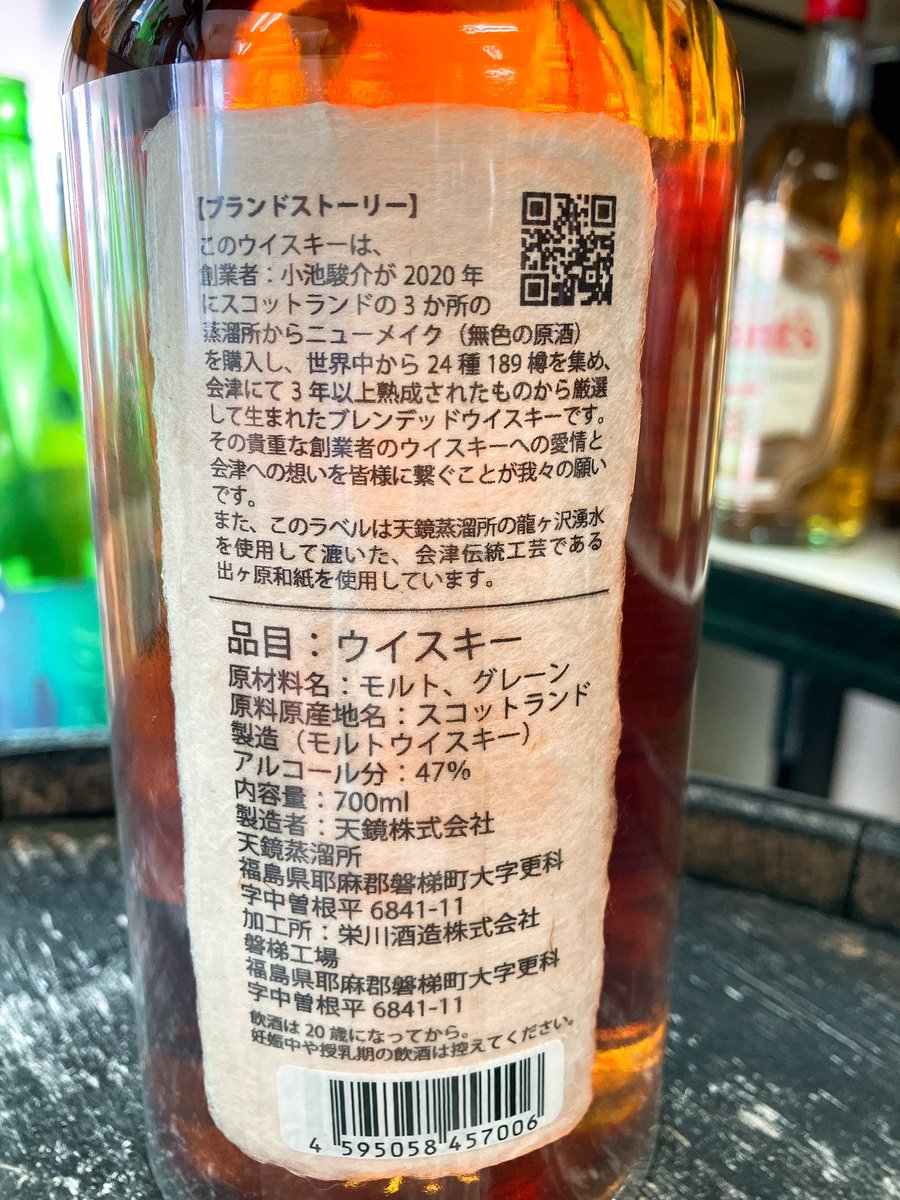 【ブランドストーリー】
このウイスキーは、
創業者：小池駿介が 2020 年
にスコットランドの 3 か所の
蒸溜所からニューメイク（無色の原酒）
を購入し、世界中から 24 種 189 樽を集め、
会津にて 3 年以上熟成されたものから厳選
して生まれたブレンデッドウイスキーです。
その貴重な創業者のウイスキーへの愛情と
会津への想いを皆様に繋ぐことが我々の願い
です。
また、このラベルは天鏡蒸溜所の龍ヶ沢湧水
を使用して漉いた、会津伝統工芸である
出ヶ原和紙を使用しています。
品目：ウイスキー
原材料名：モルト、グレーン
原料原産地名：スコットランド
製造（モルトウイスキー）
アルコール分：47%
内容量：700ml
製造者：天鏡株式会社
天鏡蒸溜所
福島県耶麻郡磐梯町大字更科
字中曽根平 6841-11
加工所：栄川酒造株式会社
磐梯工場
福島県耶麻郡磐梯町大字更科
字中曽根平 6841-11
飲酒は 20 歳になってから。
妊娠中や授乳期の飲酒は控えてください。
4 595058 457006